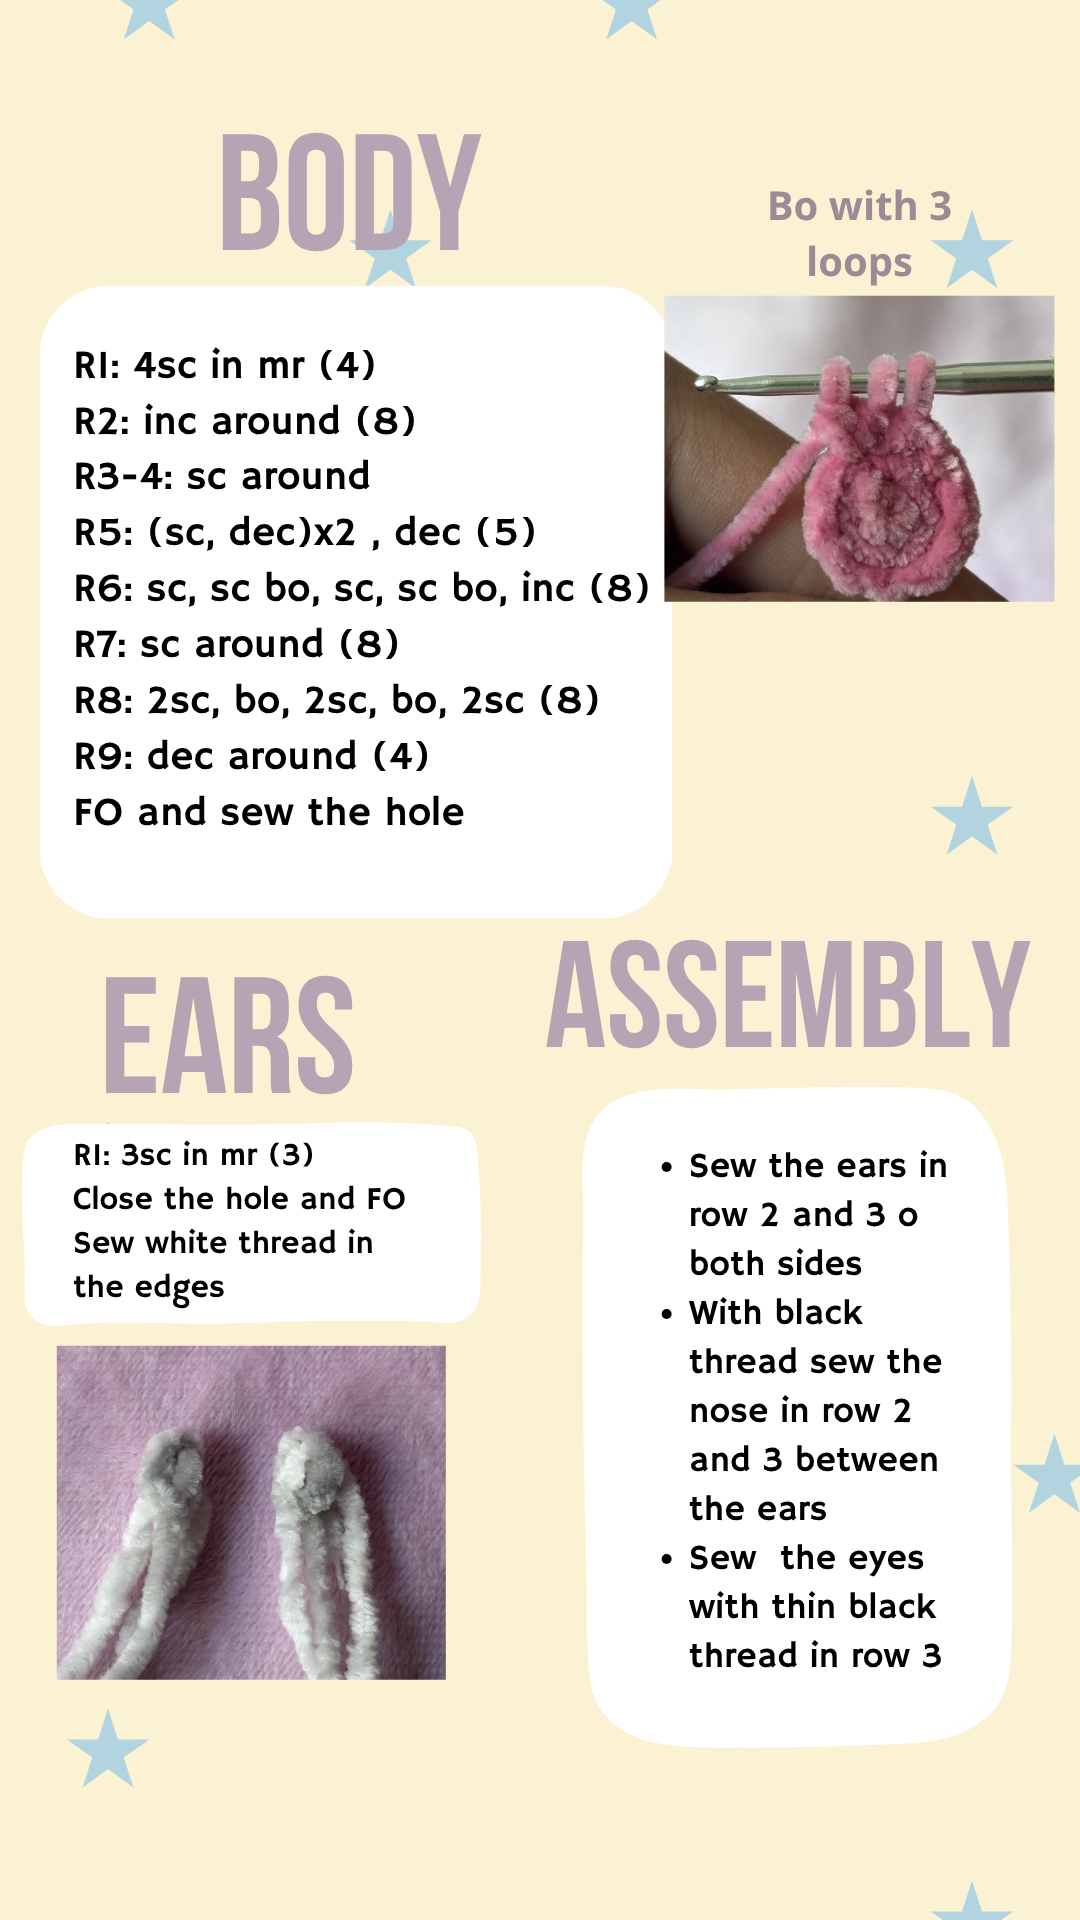 BODY
Bo with 3
loops
R1: 4sc in mr (4)
R2: inc around (8)
R3-4: sc around
R5: (sc, dec)x2 , dec (5)
R6: sc, sc bo, sc, sc bo, inc (8)
R7: sc around (8)
R8: 2sc, bo, 2sc, bo, 2sc (8)
R9: dec around (4)
FO and sew the hole
EARS
R1: 3sc in mr (3)
Close the hole and FO
Sew white thread in
the edges
ASSEMBLY
• Sew the ears in
row 2 and 3 o
both sides
• With black
thread sew the
nose in row 2
and 3 between
the ears
• Sew  the eyes
with thin black
thread in row 3